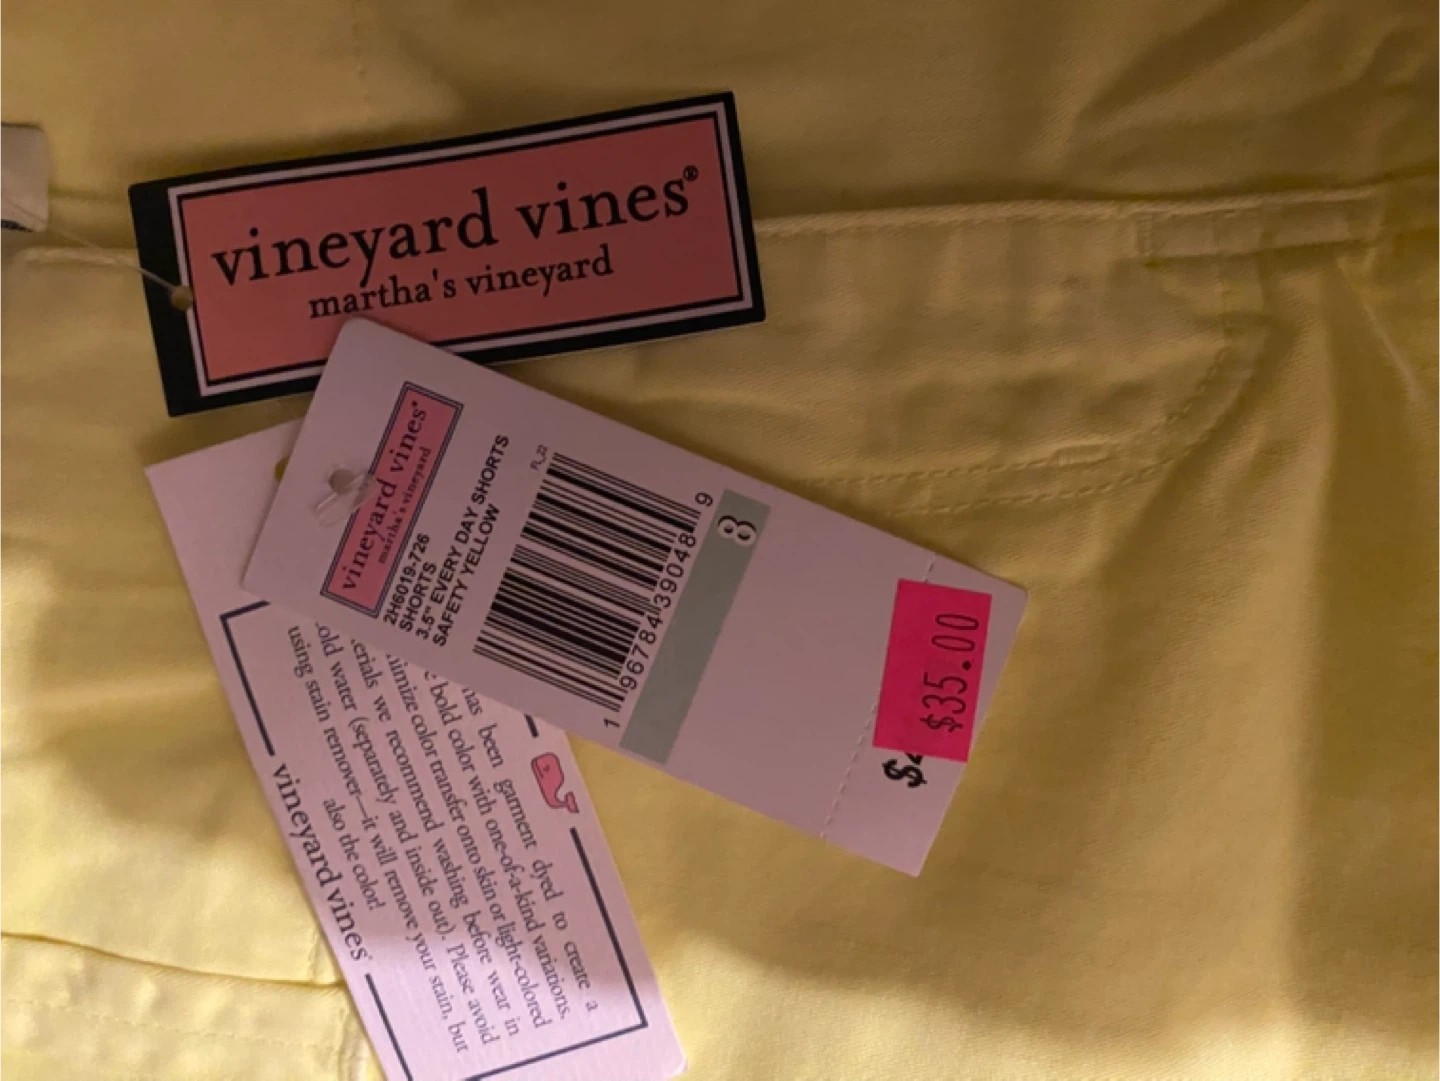 vineyard vines®
martha's vineyard
vineyard vines®
martha's vineyard
2H6019-726
SHORTS
3.5" EVERY DAY SHORTS
SAFETY YELLOW
FL_22
1 96784 39048 9
8
$35.00
$
has been garment dyed to create a
bold color with one-of-a-kind variations.
color transfer onto skin or light-colored
we recommend washing before wear in
water (separately and inside out). Please avoid
using stain remover—it will remove your stain, but
also the color!
vineyard vines®